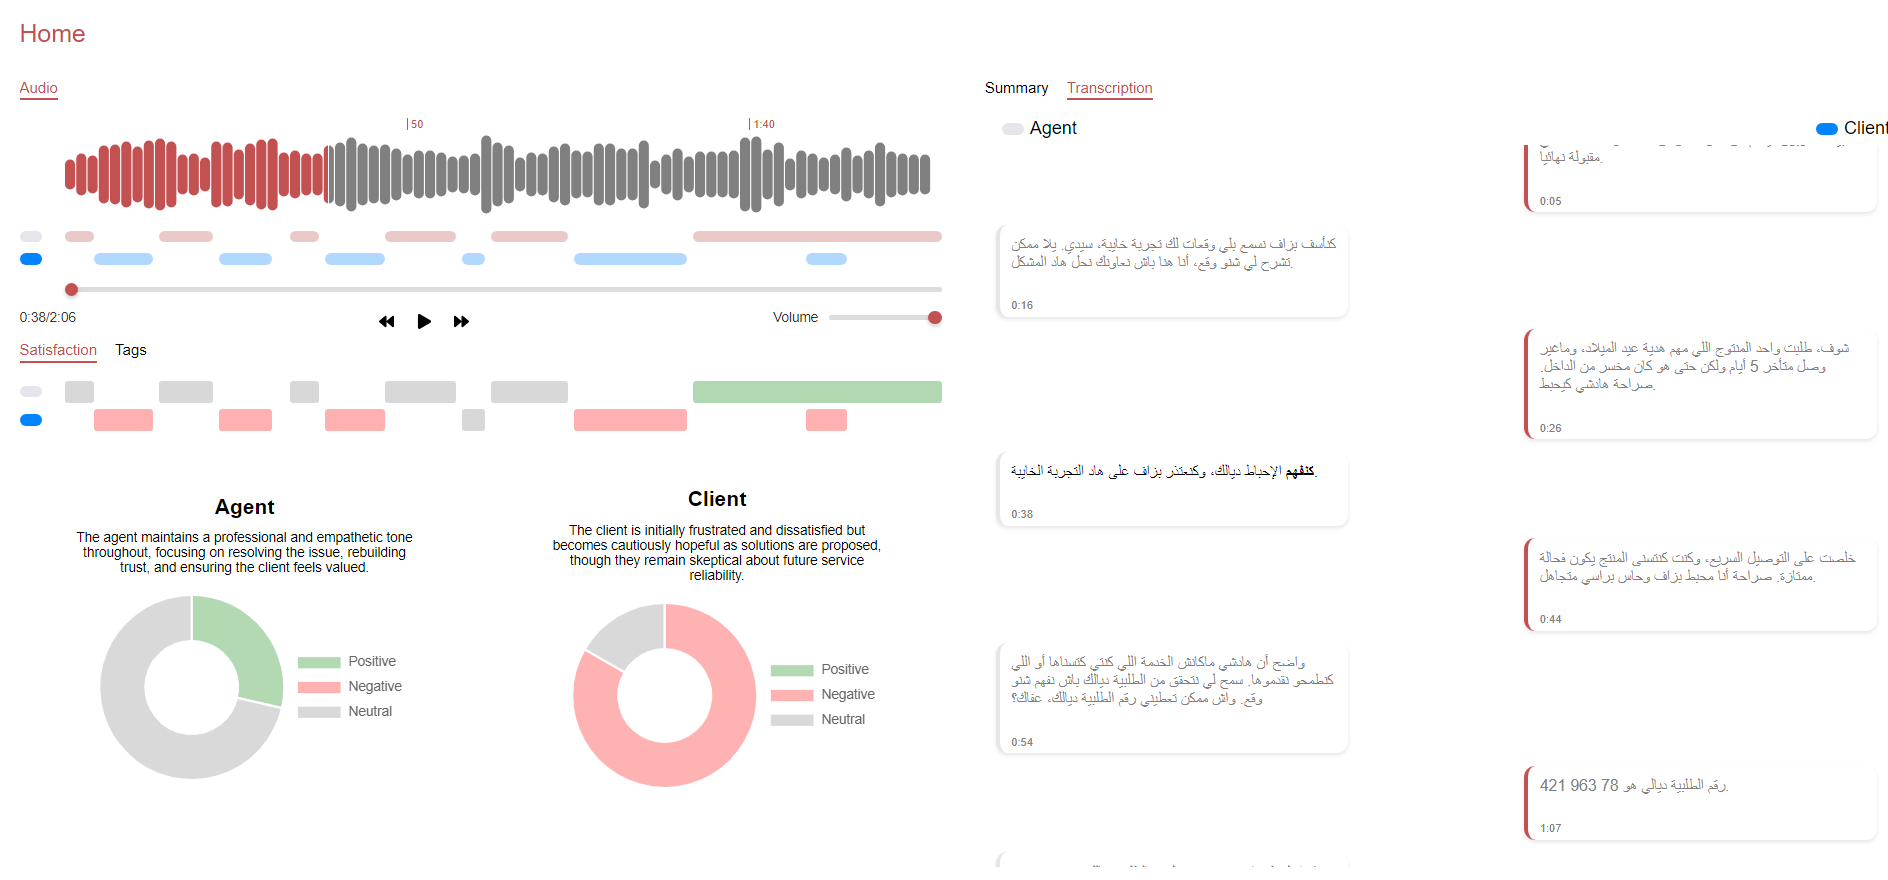 Home
Audio
50
1:40
0:38/2:06
Volume
Satisfaction
Tags
Agent
The agent maintains a professional and empathetic tone
throughout, focusing on resolving the issue, rebuilding
trust, and ensuring the client feels valued.
Positive
Negative
Neutral
Client
The client is initially frustrated and dissatisfied but
becomes cautiously hopeful as solutions are proposed,
though they remain skeptical about future service
reliability.
Positive
Negative
Neutral
Summary
Transcription
Agent
Client
مقبولة نهائيا.
0:05
كنأسف بزاف نسمع بلي وقعات لك تجربة خايبة، سيدي. يلا ممكن
تشرح لي شنو وقع، أنا هنا باش نعاونك نحل هاد المشكل.
0:16
شوف، طلبت واحد المنتوج اللي مهم هدية عيد الميلاد، وماغير
وصل متأخر 5 أيام ولكن حتى هو كان مخسر من الداخل.
صراحة هادشي كيحبط.
0:26
كنفهم الإحباط ديالك، وكنعتذر بزاف على هاد التجربة الخايبة.
0:38
خلصت على التوصيل السريع، وكنت كنتسنى المنتج يكون فحالة
ممتازة. صراحة أنا محبط بزاف وحاس براسي متجاهل.
0:44
واضح أن هادشي ماكانش الخدمة اللي كنتي كتسناها أو اللي
كنطمحو نقدموها. سمح لي نتحقق من الطلبية ديالك باش نفهم شنو
وقع. واش ممكن تعطيني رقم الطلبية ديالك، عفاك؟
0:54
رقم الطلبية ديالي هو 78 963 421.
1:07